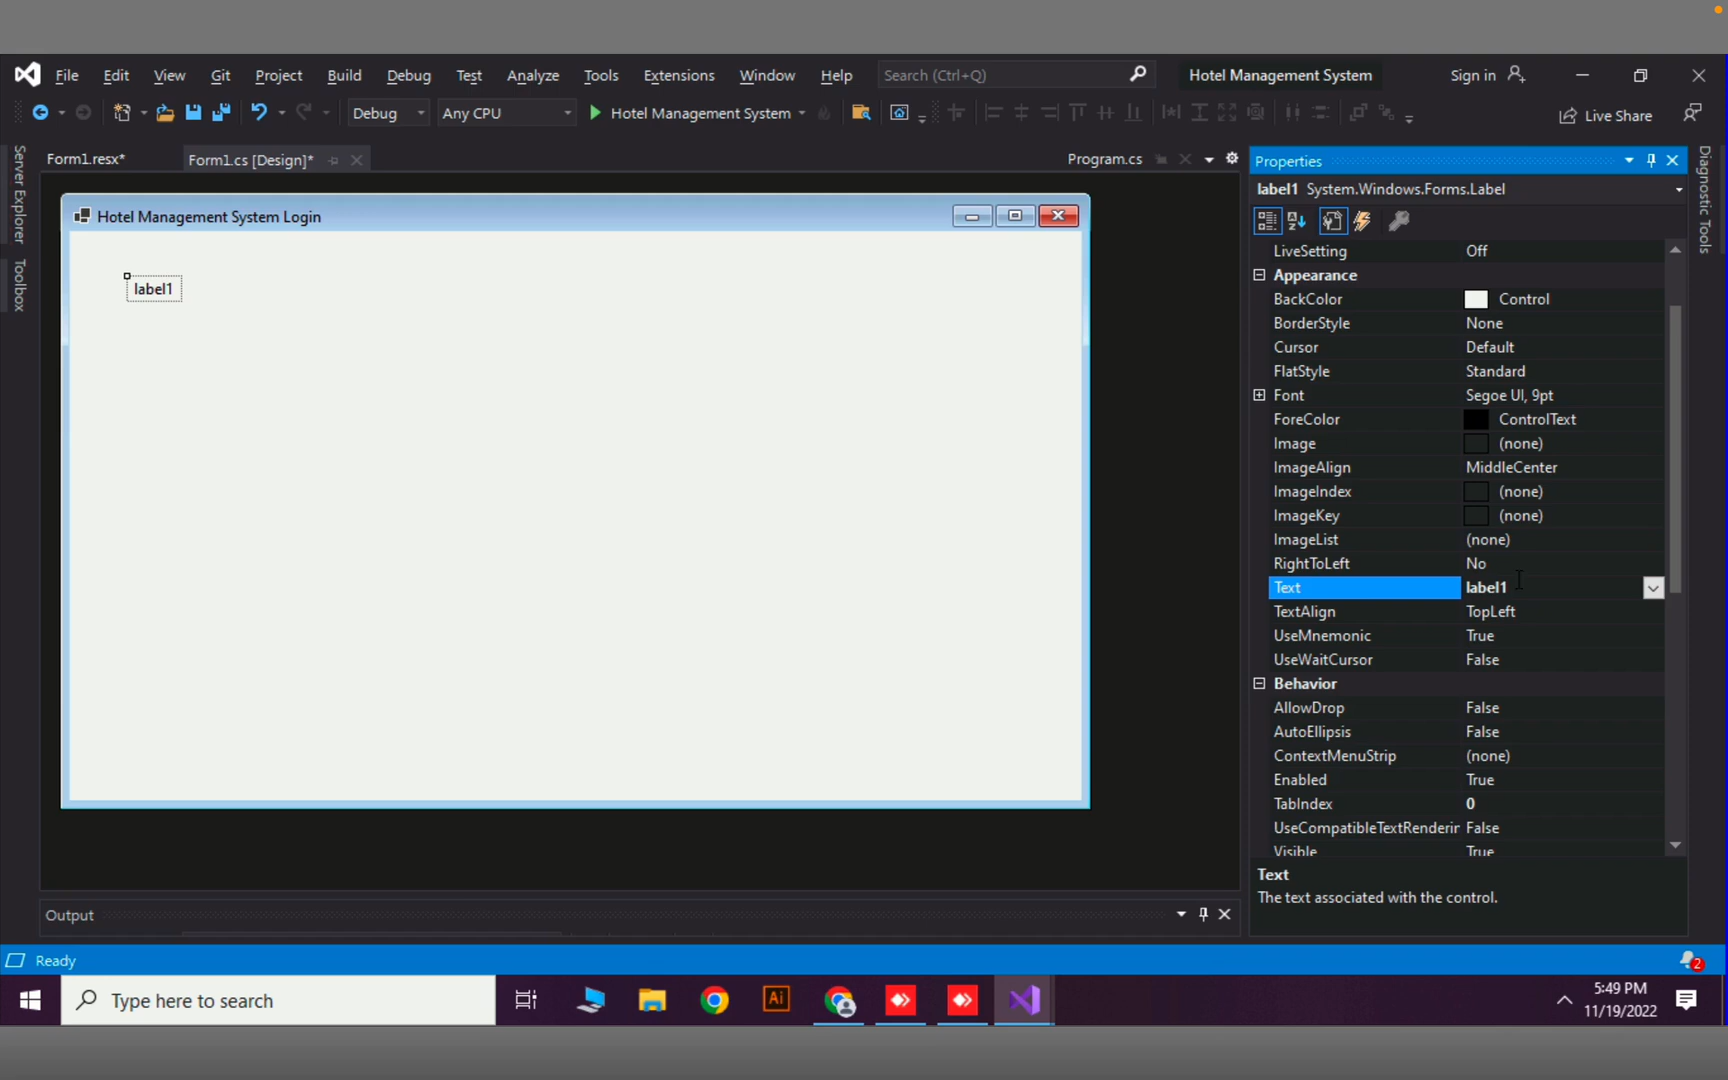 File Edit View Git Project Build Debug Test Analyze Tools Extensions Window Help Search (Ctrl+Q) Hotel Management System Sign in
Debug Any CPU Hotel Management System Live Share
Server Explorer
Toolbox
Form1.resx* Form1.cs [Design]* Program.cs
Hotel Management System Login
label1
Properties
label1 System.Windows.Forms.Label
LiveSetting Off
Appearance
BackColor Control
BorderStyle None
Cursor Default
FlatStyle Standard
Font Segoe UI, 9pt
ForeColor ControlText
Image (none)
ImageAlign MiddleCenter
ImageIndex (none)
ImageKey (none)
ImageList (none)
RightToLeft No
Text label1
TextAlign TopLeft
UseMnemonic True
UseWaitCursor False
Behavior
AllowDrop False
AutoEllipsis False
ContextMenuStrip (none)
Enabled True
TabIndex 0
UseCompatibleTextRenderin False
Visible True
Text
The text associated with the control.
Diagnostic Tools
Output
Ready 2
Type here to search Ai 5:49 PM
11/19/2022